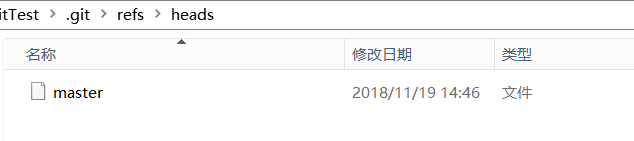 itTest > .git > refs > heads
名称 修改日期 类型
master 2018/11/19 14:46 文件